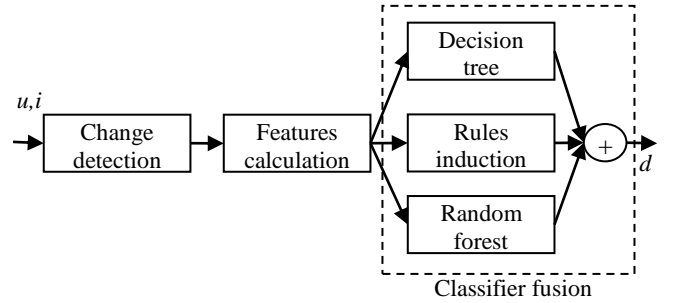 u,i
Change
detection
Features
calculation
Decision
tree
Rules
induction
Random
forest
+
d
Classifier fusion